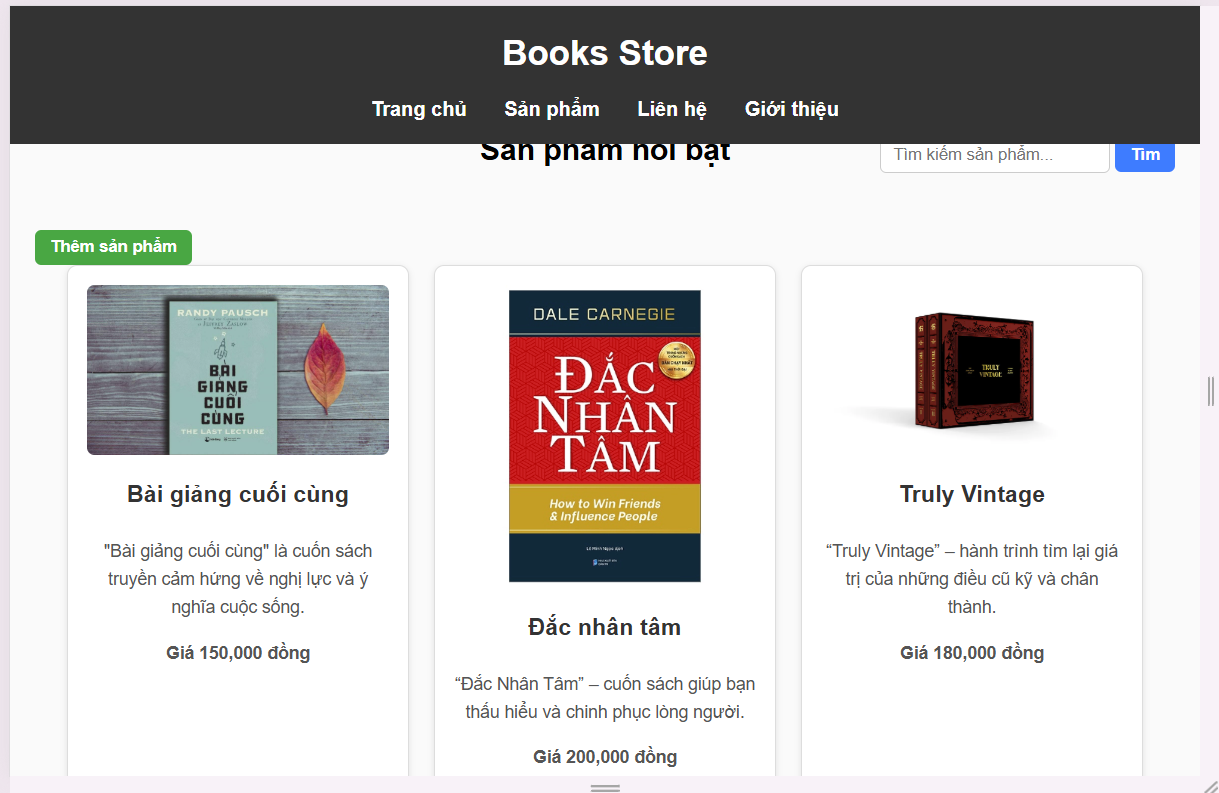 Books Store
Trang chủ Sản phẩm Liên hệ Giới thiệu
Sản phẩm nổi bật
Tìm kiếm sản phẩm...
Tìm
Thêm sản phẩm
RANDY PAUSCH
BÀI
GIẢNG
CUỐI
CÙNG
THE LAST LECTURE
Bài giảng cuối cùng
"Bài giảng cuối cùng" là cuốn sách
truyền cảm hứng về nghị lực và ý
nghĩa cuộc sống.
Giá 150,000 đồng
DALE CARNEGIE
ĐẮC
NHÂN
TÂM
How to Win Friends
& Influence People
Đắc nhân tâm
“Đắc Nhân Tâm” – cuốn sách giúp bạn
thấu hiểu và chinh phục lòng người.
Giá 200,000 đồng
TRULY
VINTAGE
Truly Vintage
“Truly Vintage” – hành trình tìm lại giá
trị của những điều cũ kỹ và chân
thành.
Giá 180,000 đồng